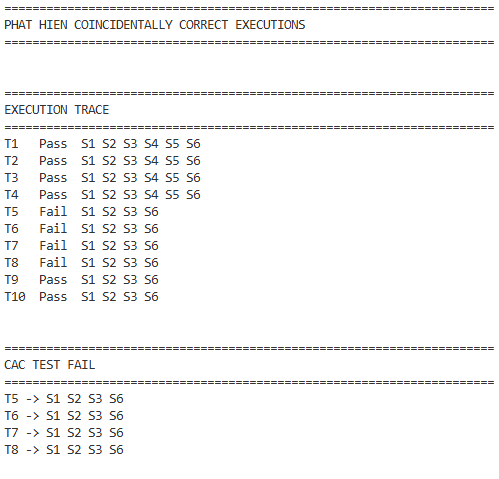 ======================================================================
PHAT HIEN COINCIDENTALLY CORRECT EXECUTIONS
======================================================================
======================================================================
EXECUTION TRACE
======================================================================
T1   Pass  S1 S2 S3 S4 S5 S6
T2   Pass  S1 S2 S3 S4 S5 S6
T3   Pass  S1 S2 S3 S4 S5 S6
T4   Pass  S1 S2 S3 S4 S5 S6
T5   Fail  S1 S2 S3 S6
T6   Fail  S1 S2 S3 S6
T7   Fail  S1 S2 S3 S6
T8   Fail  S1 S2 S3 S6
T9   Pass  S1 S2 S3 S6
T10  Pass  S1 S2 S3 S6
======================================================================
CAC TEST FAIL
======================================================================
T5 -> S1 S2 S3 S6
T6 -> S1 S2 S3 S6
T7 -> S1 S2 S3 S6
T8 -> S1 S2 S3 S6